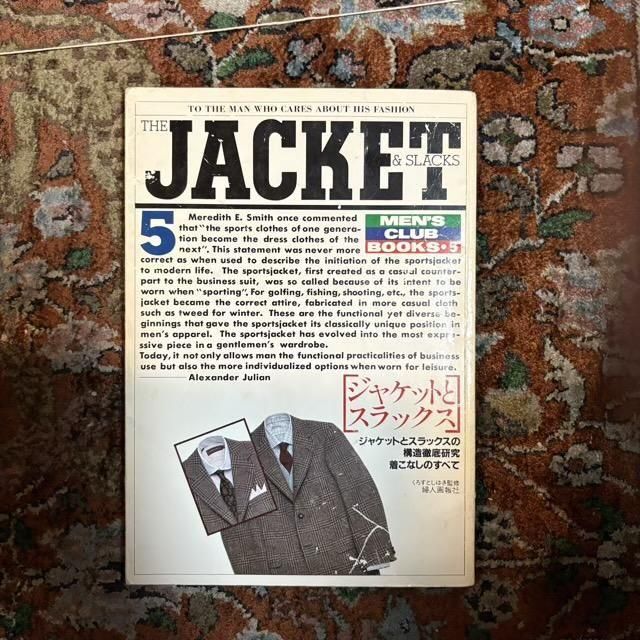 TO THE MAN WHO CARES ABOUT HIS FASHION
THE JACKET & SLACKS
5
Meredith E. Smith once commented
that "the sports clothes of one genera-
tion become the dress clothes of the
next". This statement was never more
correct as when used to describe the initiation of the sportsjacket
to modern life. The sportsjacket, first created as a casual counter-
part to the business suit, was so called because of its intent to be
worn when "sporting". For golfing, fishing, shooting, etc., the sports-
jacket became the correct attire, fabricated in more casual cloth
such as tweed for winter. These are the functional yet diverse be-
ginnings that gave the sportsjacket its classically unique position in
men's apparel. The sportsjacket has evolved into the most expres-
sive piece in a gentlemen's wardrobe.
Today, it not only allows man the functional practicalities of business
use but also the more individualized options when worn for leisure.
Alexander Julian
MEN'S
CLUB
BOOKS·5
[ジャケットと
スラックス]
ジャケットとスラックスの
構造徹底研究
着こなしのすべて
くろすとしゆき監修
婦人画報社